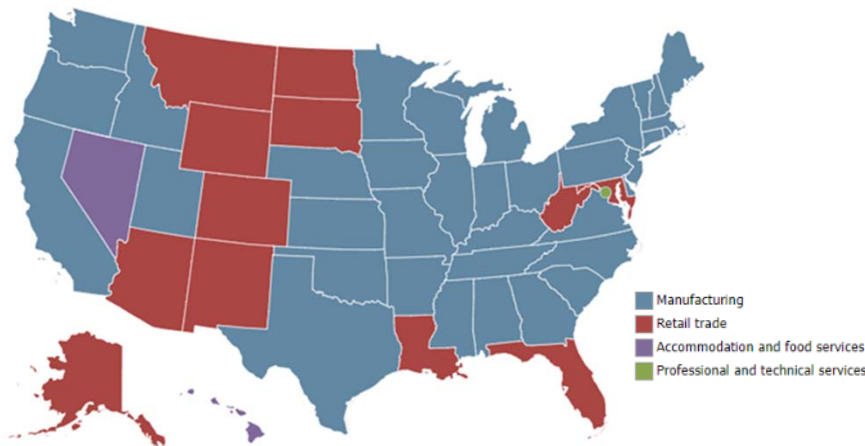 Manufacturing
Retail trade
Accommodation and food services
Professional and technical services